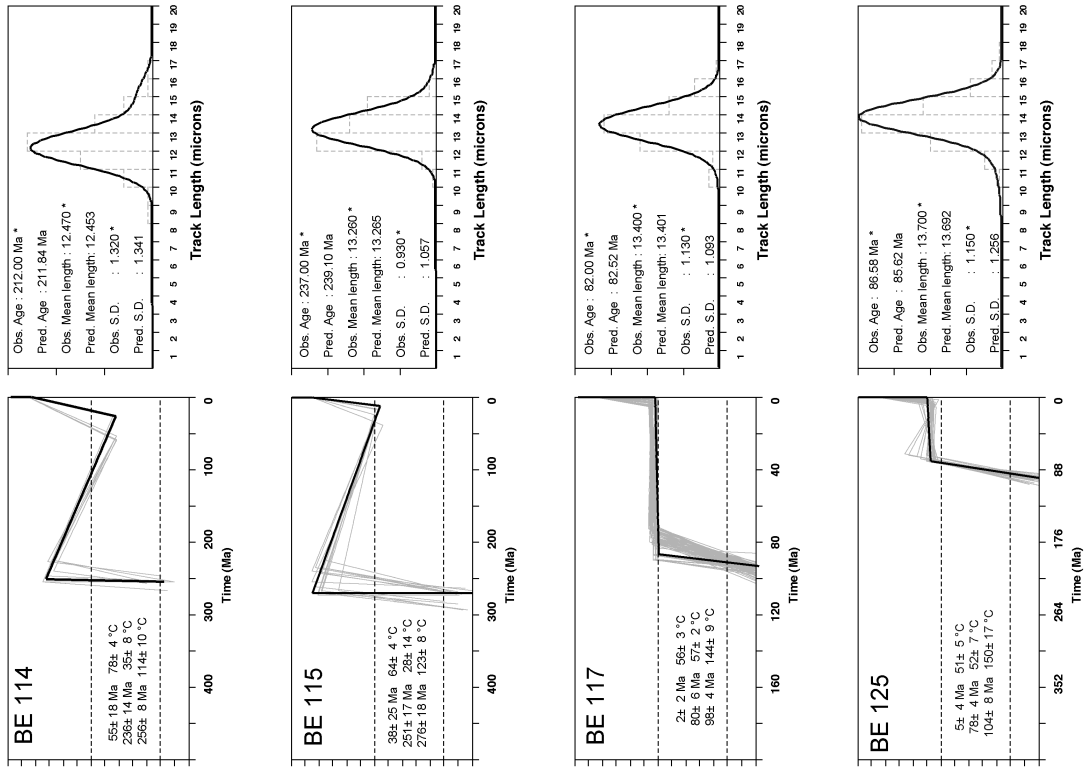 BE 114
55± 18 Ma 78± 4 °C
236± 14 Ma 35± 8 °C
256± 8 Ma 114± 10 °C
400 300 200 100 0
Time (Ma)
Obs. Age : 212.00 Ma *
Pred. Age : 211.84 Ma
Obs. Mean length : 12.470 *
Pred. Mean length: 12.453
Obs. S.D. : 1.320 *
Pred. S.D. : 1.341
1 2 3 4 5 6 7 8 9 10 11 12 13 14 15 16 17 18 19 20
Track Length (microns)
BE 115
38± 25 Ma 64± 4 °C
251± 17 Ma 28± 14 °C
276± 18 Ma 123± 8 °C
400 300 200 100 0
Time (Ma)
Obs. Age : 237.00 Ma *
Pred. Age : 239.10 Ma
Obs. Mean length : 13.260 *
Pred. Mean length: 13.265
Obs. S.D. : 0.930 *
Pred. S.D. : 1.057
1 2 3 4 5 6 7 8 9 10 11 12 13 14 15 16 17 18 19 20
Track Length (microns)
BE 117
2± 2 Ma 56± 3 °C
80± 6 Ma 57± 2 °C
98± 4 Ma 144± 9 °C
160 120 80 40 0
Time (Ma)
Obs. Age : 82.00 Ma *
Pred. Age : 82.52 Ma
Obs. Mean length : 13.400 *
Pred. Mean length: 13.401
Obs. S.D. : 1.130 *
Pred. S.D. : 1.093
1 2 3 4 5 6 7 8 9 10 11 12 13 14 15 16 17 18 19 20
Track Length (microns)
BE 125
5± 4 Ma 51± 5 °C
78± 4 Ma 52± 7 °C
104± 8 Ma 150± 17 °C
352 264 176 88 0
Time (Ma)
Obs. Age : 86.58 Ma *
Pred. Age : 85.62 Ma
Obs. Mean length : 13.700 *
Pred. Mean length : 13.692
Obs. S.D. : 1.150 *
Pred. S.D. : 1.256
1 2 3 4 5 6 7 8 9 10 11 12 13 14 15 16 17 18 19 20
Track Length (microns)